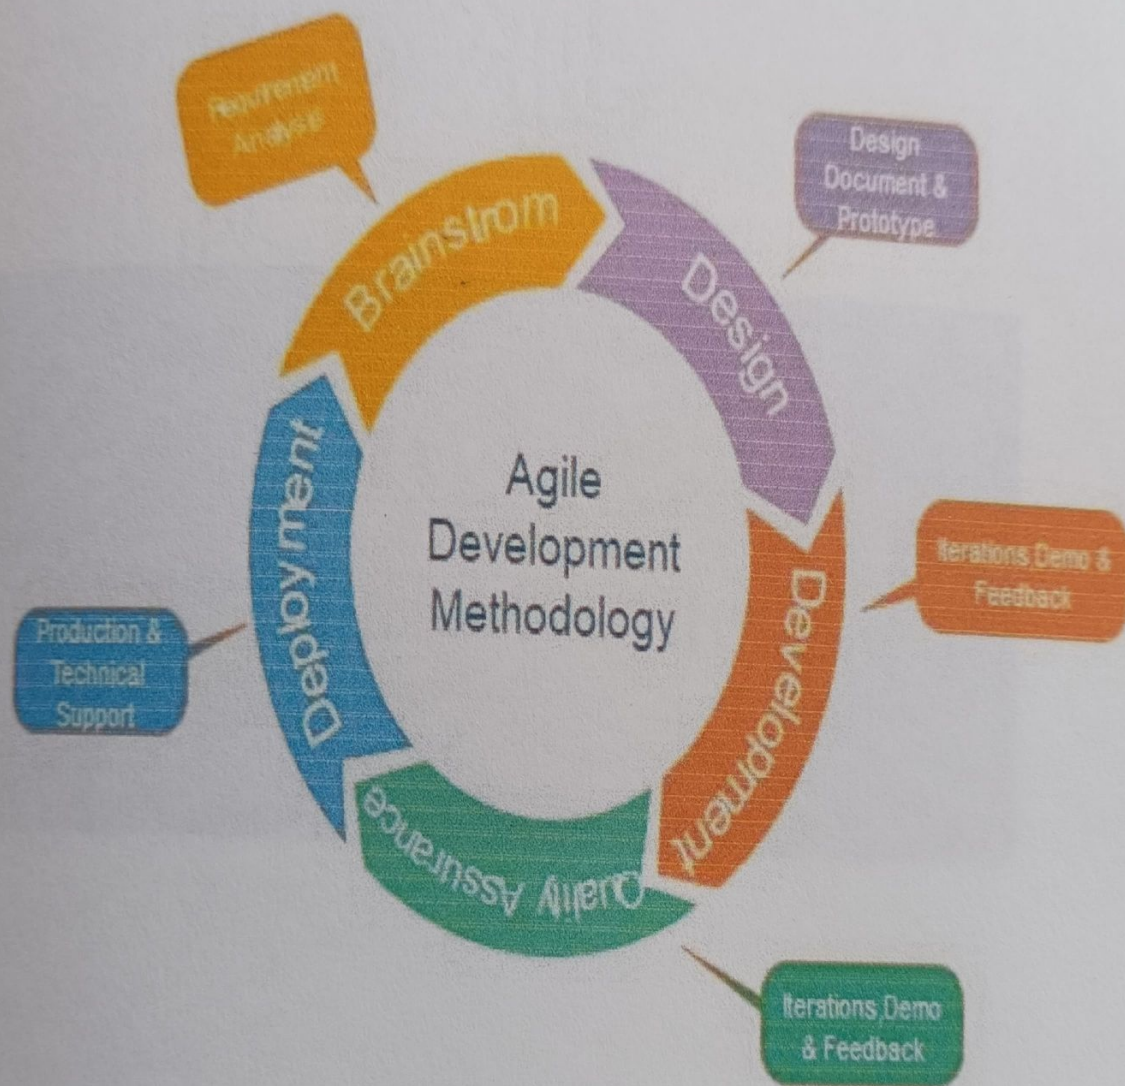 Requirement
Analysis
Brainstrom
Design
Document &
Prototype
Design
Agile
Development
Methodology
Iterations,Demo &
Feedback
Development
Iterations,Demo
& Feedback
Quality Assurance
Production &
Technical
Support
Deployment